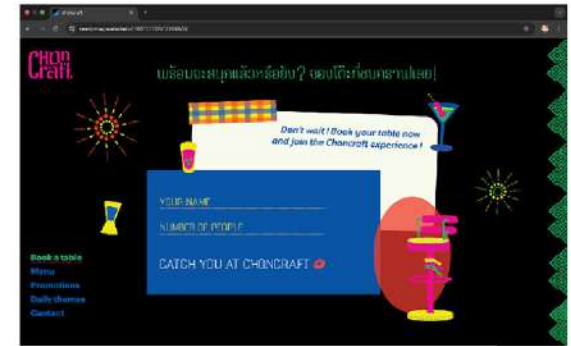 CHON
Craft
พร้อมจะสนุกแล้วหรือยัง? จองโต๊ะที่ชนคราฟเลย!
Don't wait! Book your table now
and join the Choncraft experience!
YOUR NAME
NUMBER OF PEOPLE
CATCH YOU AT CHONCRAFT
Book a table
Menu
Promotions
Daily themes
Contact